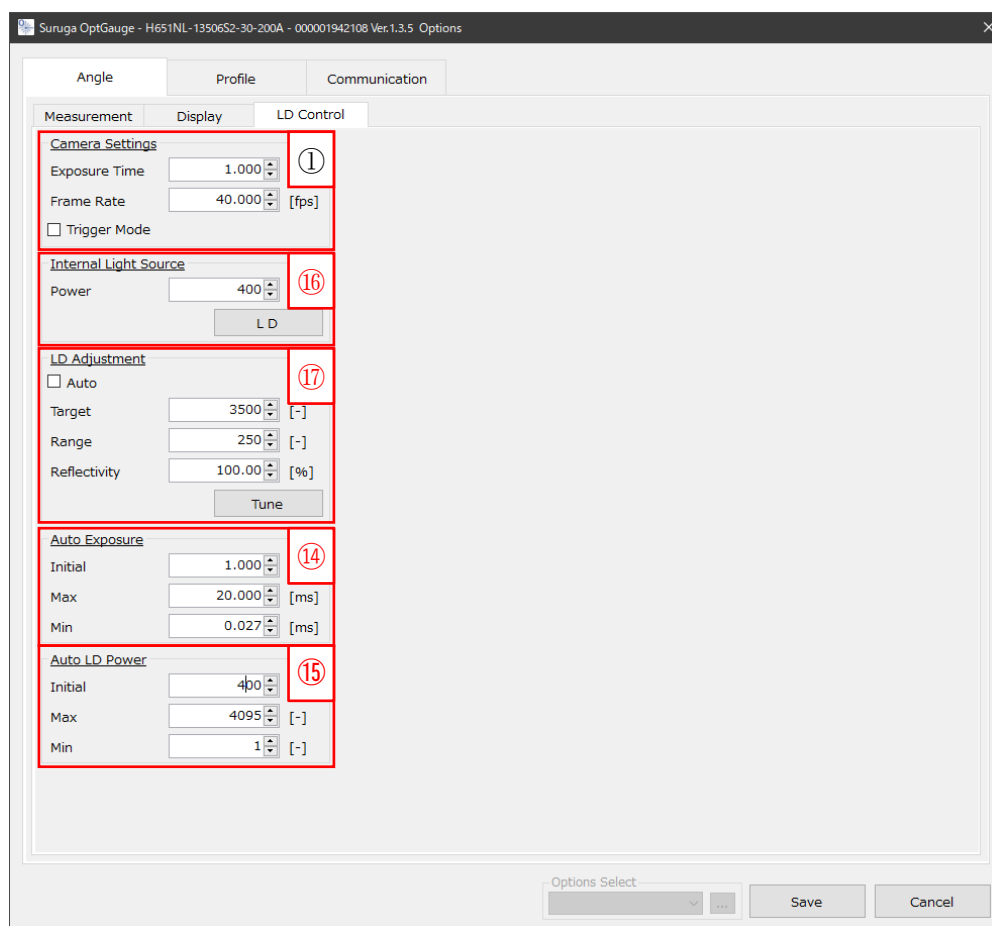 Suruga OptGauge - H651NL-13506S2-30-200A - 000001942108 Ver.1.3.5 Options
Angle Profile Communication
Measurement Display LD Control
Camera Settings ①
Exposure Time 1.000
Frame Rate 40.000 [fps]
Trigger Mode
Internal Light Source ⑯
Power 400
L D
LD Adjustment ⑰
Auto
Target 3500 [-]
Range 250 [-]
Reflectivity 100.00 [%]
Tune
Auto Exposure ⑭
Initial 1.000
Max 20.000 [ms]
Min 0.027 [ms]
Auto LD Power ⑮
Initial 400
Max 4095 [-]
Min 1 [-]
Options Select
... Save Cancel